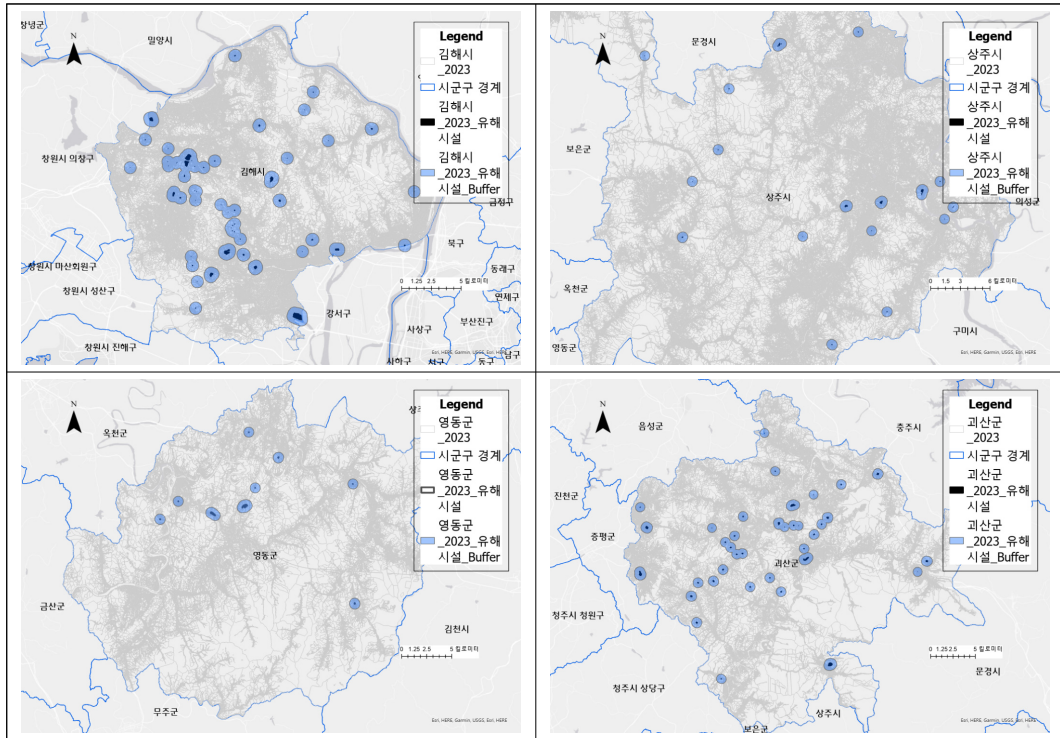 창녕군
밀양시
N
Legend
김해시
_2023
시군구 경계
김해시
_2023_유해
시설
김해시
_2023_유해
시설_Buffer
창원시 의창구
김해시
금정구
북구
창원시 마산회원구
동래구
창원시 성산구
0 1.25 2.5 5 킬로미터
연제구
강서구
부산진구
사상구
창원시 진해구
사하구
서구
동구
남구
Esri, HERE, Garmin, USGS, Esri, HERE
문경시
N
Legend
상주시
_2023
시군구 경계
상주시
_2023_유해
시설
상주시
_2023_유해
시설_Buffer
보은군
상주시
의성군
옥천군
0 1.5 3 6 킬로미터
구미시
영동군
Esri, HERE, Garmin, USGS, Esri, HERE
N
옥천군
Legend
영동군
_2023
시군구 경계
영동군
_2023_유해
시설
영동군
_2023_유해
시설_Buffer
영동군
금산군
김천시
0 1.25 2.5 5 킬로미터
무주군
Esri, HERE, Garmin, USGS, Esri, HERE
N
음성군
충주시
Legend
괴산군
_2023
시군구 경계
괴산군
_2023_유해
시설
괴산군
_2023_유해
시설_Buffer
진천군
증평군
괴산군
청주시 청원구
0 1.25 2.5 5 킬로미터
문경시
청주시 상당구
상주시
보은군
Esri, HERE, Garmin, USGS, Esri, HERE